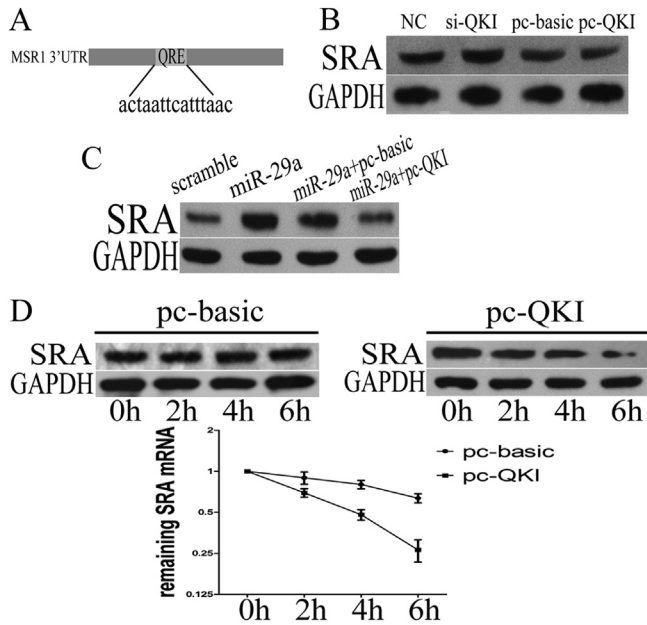 A
MSR1 3'UTR
QRE
actaattcatttaac
B
NC si-QKI pc-basic pc-QKI
SRA
GAPDH
C
scramble miR-29a miR-29a+pc-basic miR-29a+pc-QKI
SRA
GAPDH
D
pc-basic
SRA
GAPDH
0h 2h 4h 6h
pc-QKI
SRA
GAPDH
0h 2h 4h 6h
remaining SRA mRNA
2
1
0.5
0.25
0.125
0h 2h 4h 6h
pc-basic
pc-QKI